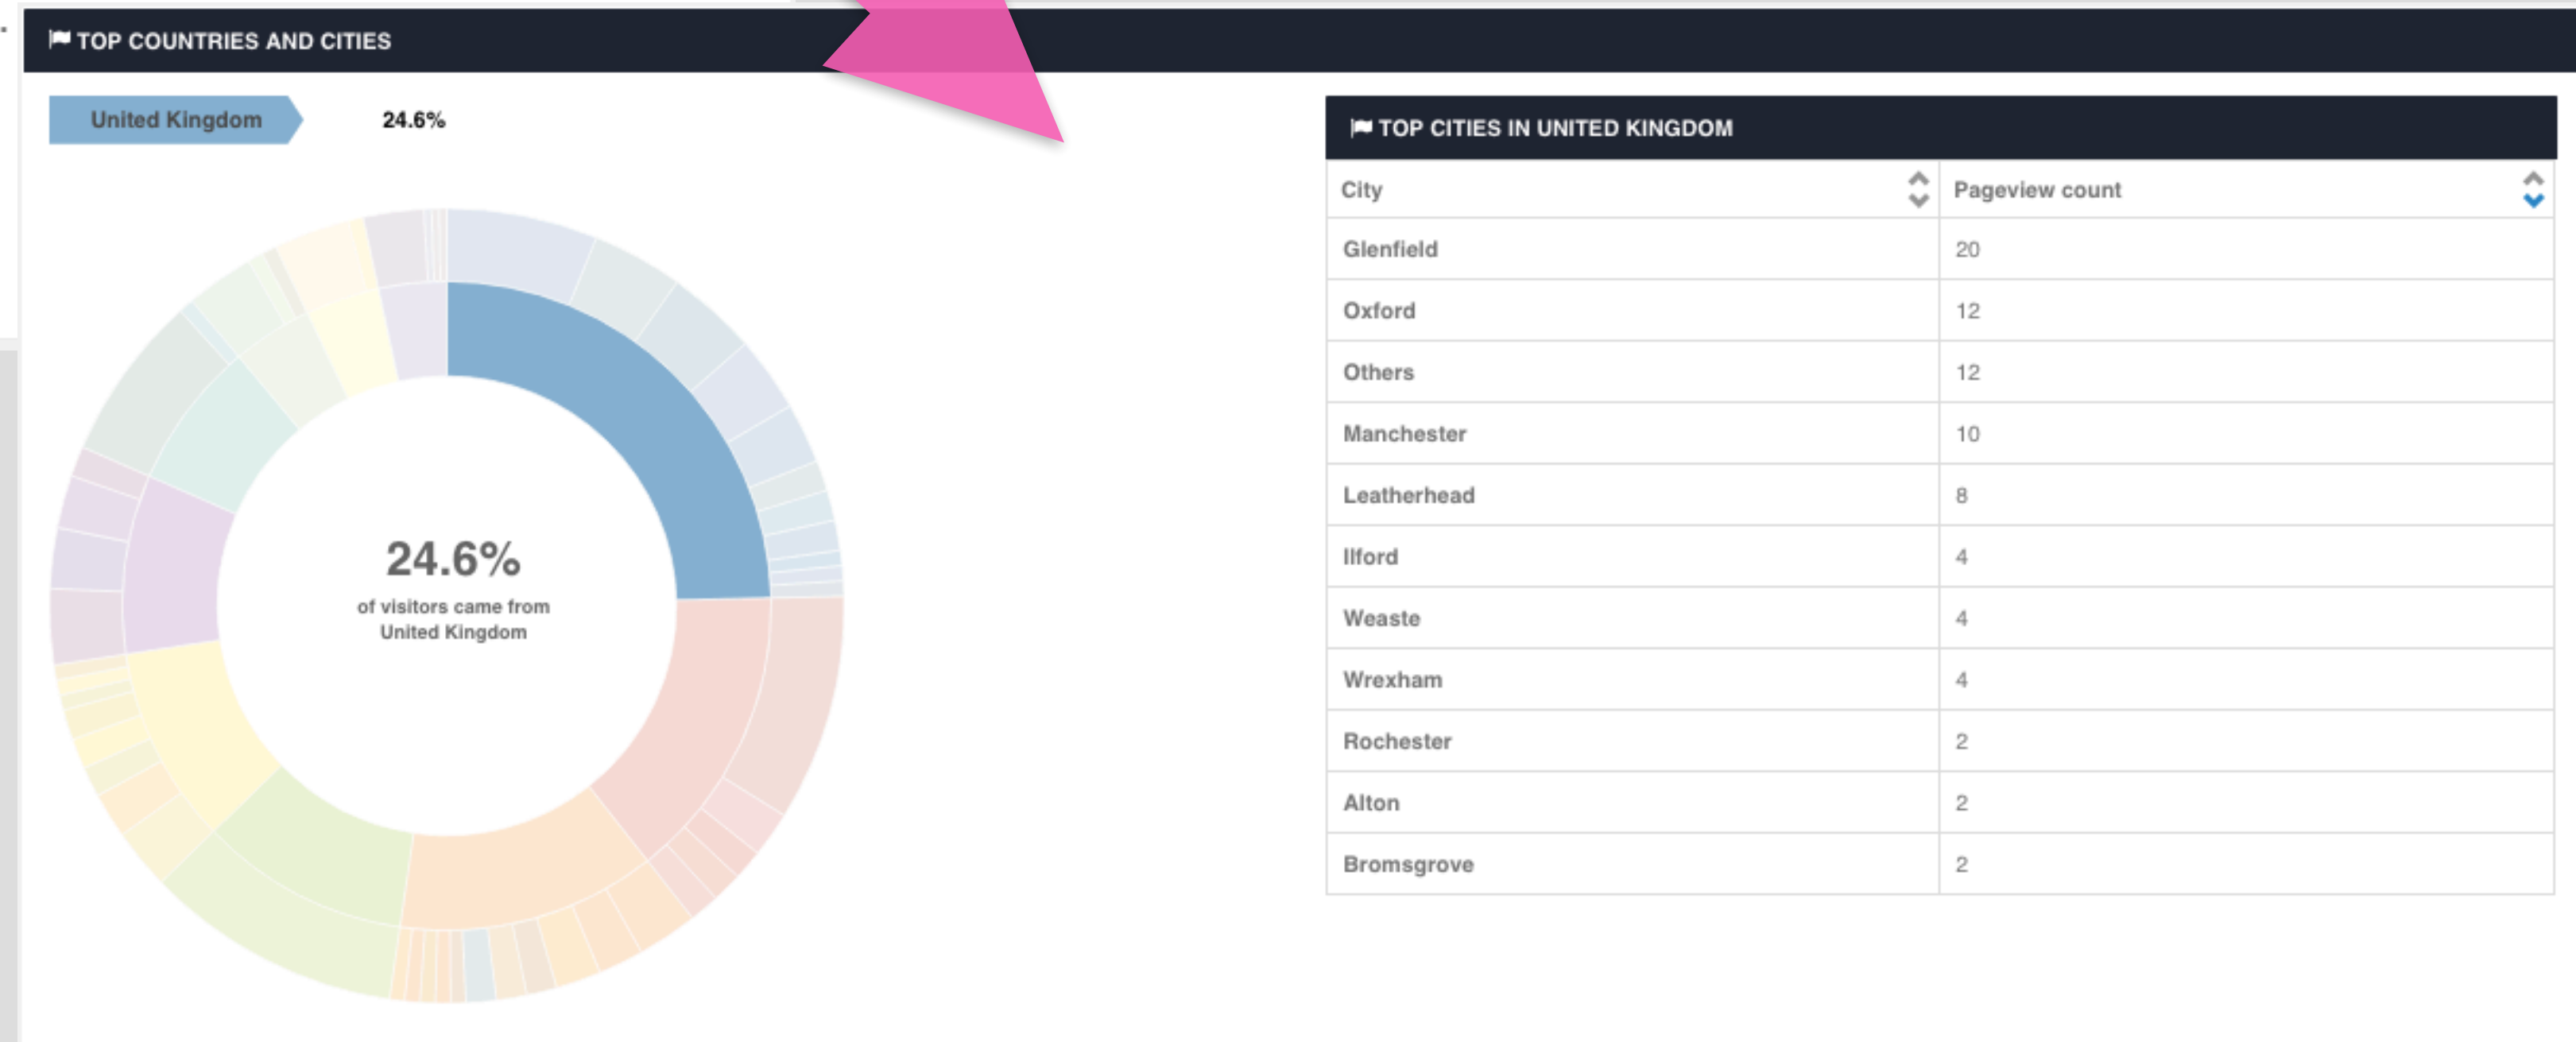 TOP COUNTRIES AND CITIES
United Kingdom 24.6%
24.6%
of visitors came from
United Kingdom
TOP CITIES IN UNITED KINGDOM
City Pageview count
Glenfield 20
Oxford 12
Others 12
Manchester 10
Leatherhead 8
Ilford 4
Weaste 4
Wrexham 4
Rochester 2
Alton 2
Bromsgrove 2